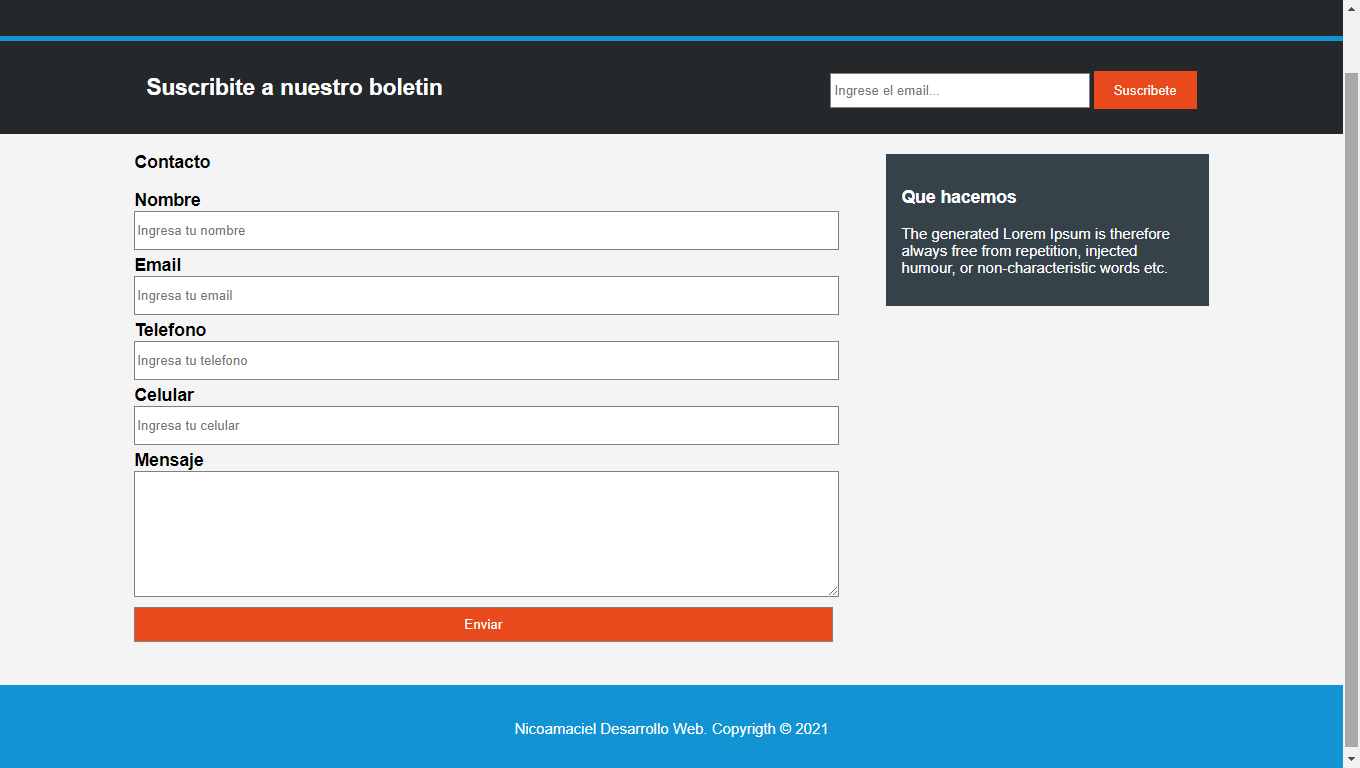 Suscribite a nuestro boletin
Ingrese el email...
Suscribete
Contacto
Nombre
Ingresa tu nombre
Email
Ingresa tu email
Telefono
Ingresa tu telefono
Celular
Ingresa tu celular
Mensaje
Enviar
Que hacemos
The generated Lorem Ipsum is therefore
always free from repetition, injected
humour, or non-characteristic words etc.
Nicoamaciel Desarrollo Web. Copyrigth © 2021